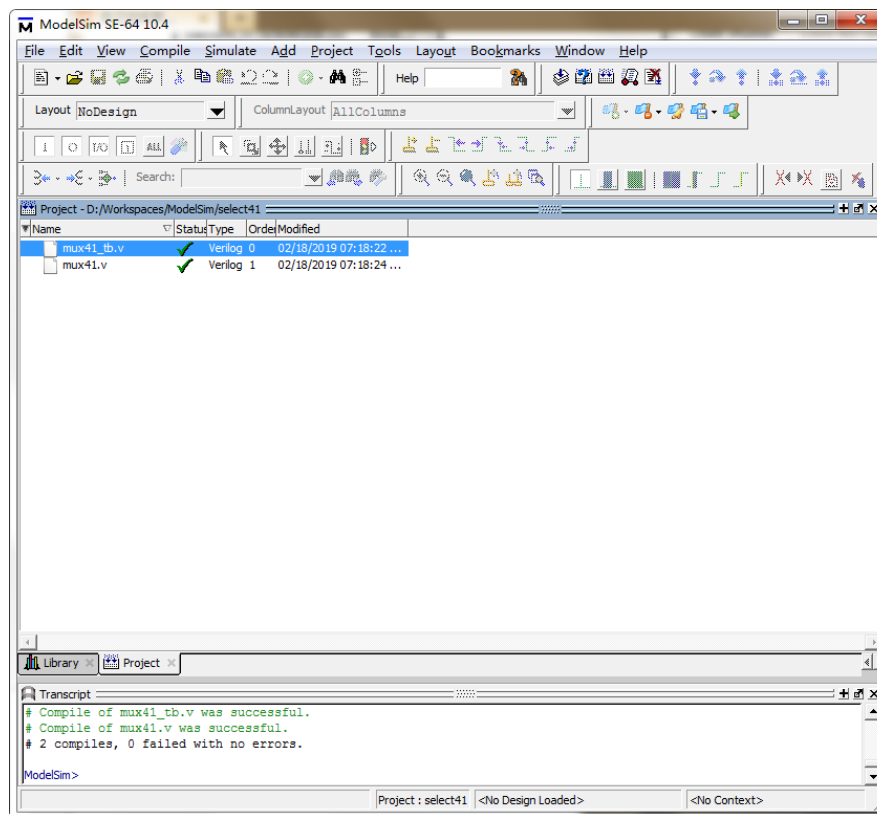 ModelSim SE-64 10.4
File Edit View Compile Simulate Add Project Tools Layout Bookmarks Window Help
Help
Layout NoDesign ColumnLayout AllColumns
ALL
Search:
Project - D:/Workspaces/ModelSim/select41
Name Status Type Order Modified
mux41_tb.v Verilog 0 02/18/2019 07:18:22 ...
mux41.v Verilog 1 02/18/2019 07:18:24 ...
Library Project
Transcript
# Compile of mux41_tb.v was successful.
# Compile of mux41.v was successful.
# 2 compiles, 0 failed with no errors.
ModelSim>
Project : select41 <No Design Loaded> <No Context>